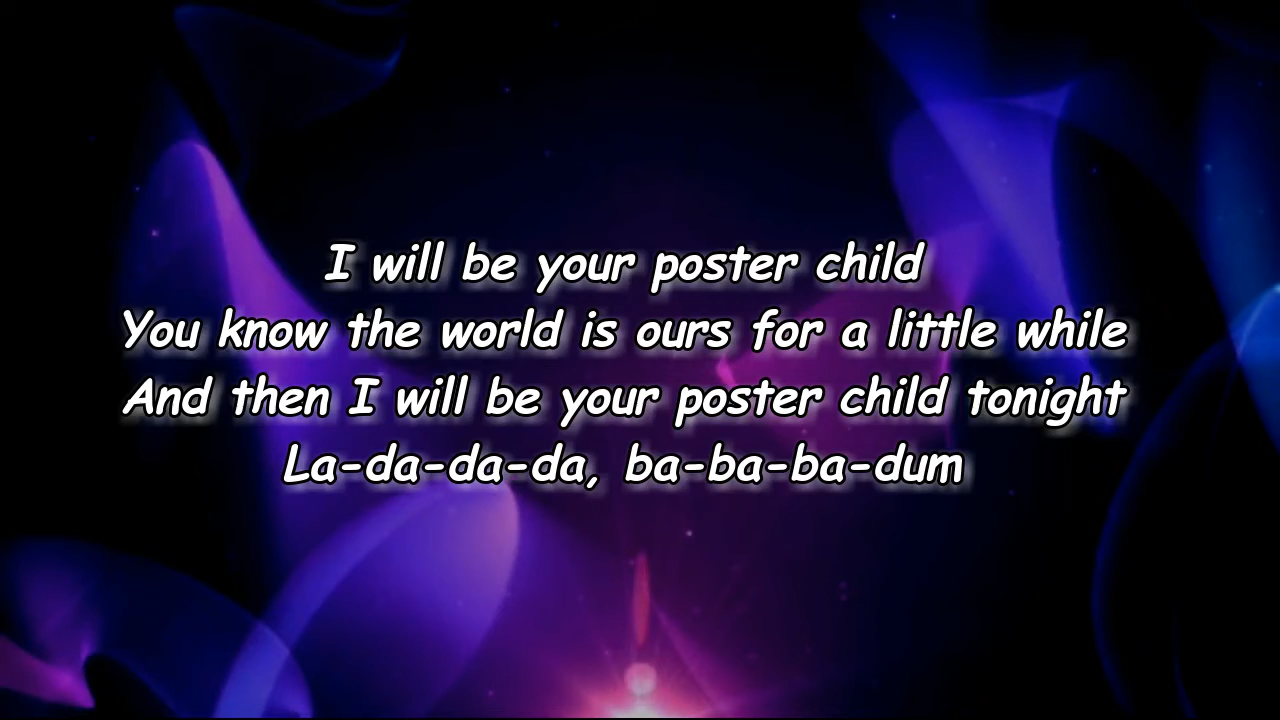 I will be your poster child
You know the world is ours for a little while
And then I will be your poster child tonight
La-da-da-da, ba-ba-ba-dum